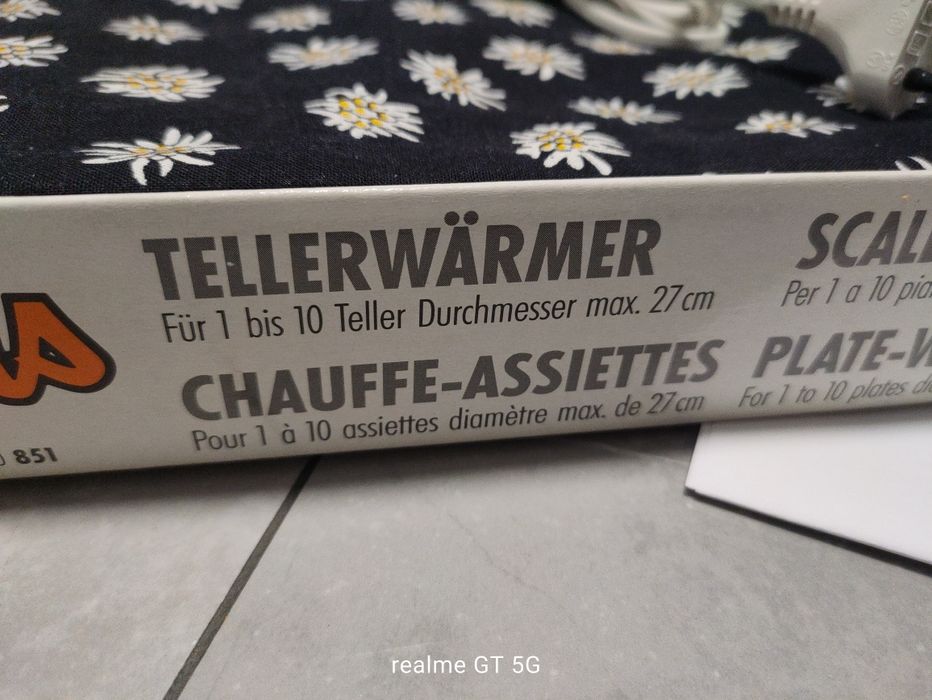 TELLERWÄRMER
Für 1 bis 10 Teller Durchmesser max. 27cm
CHAUFFE-ASSIETTES
Pour 1 à 10 assiettes diamètre max. de 27cm
Per 1 a 10
For 1 to 10 plates
851
realme GT 5G